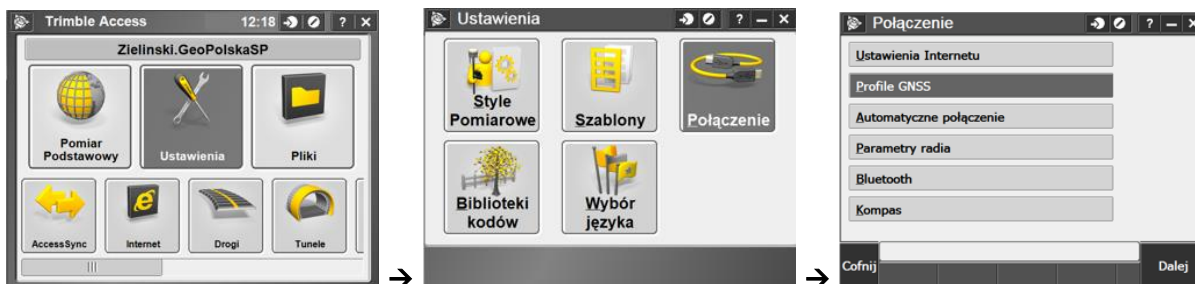 Trimble Access 12:18 ? X
Zielinski.GeoPolskaSP
Pomiar
Podstawowy
Ustawienia
Pliki
AccessSync
Internet
Drogi
Tunele
→
Ustawienia ? – X
Style
Pomiarowe
Szablony
Połączenie
Biblioteki
kodów
Wybór
języka
→
Połączenie ? – X
Ustawienia Internetu
Profile GNSS
Automatyczne połączenie
Parametry radia
Bluetooth
Kompas
Cofnij
Dalej